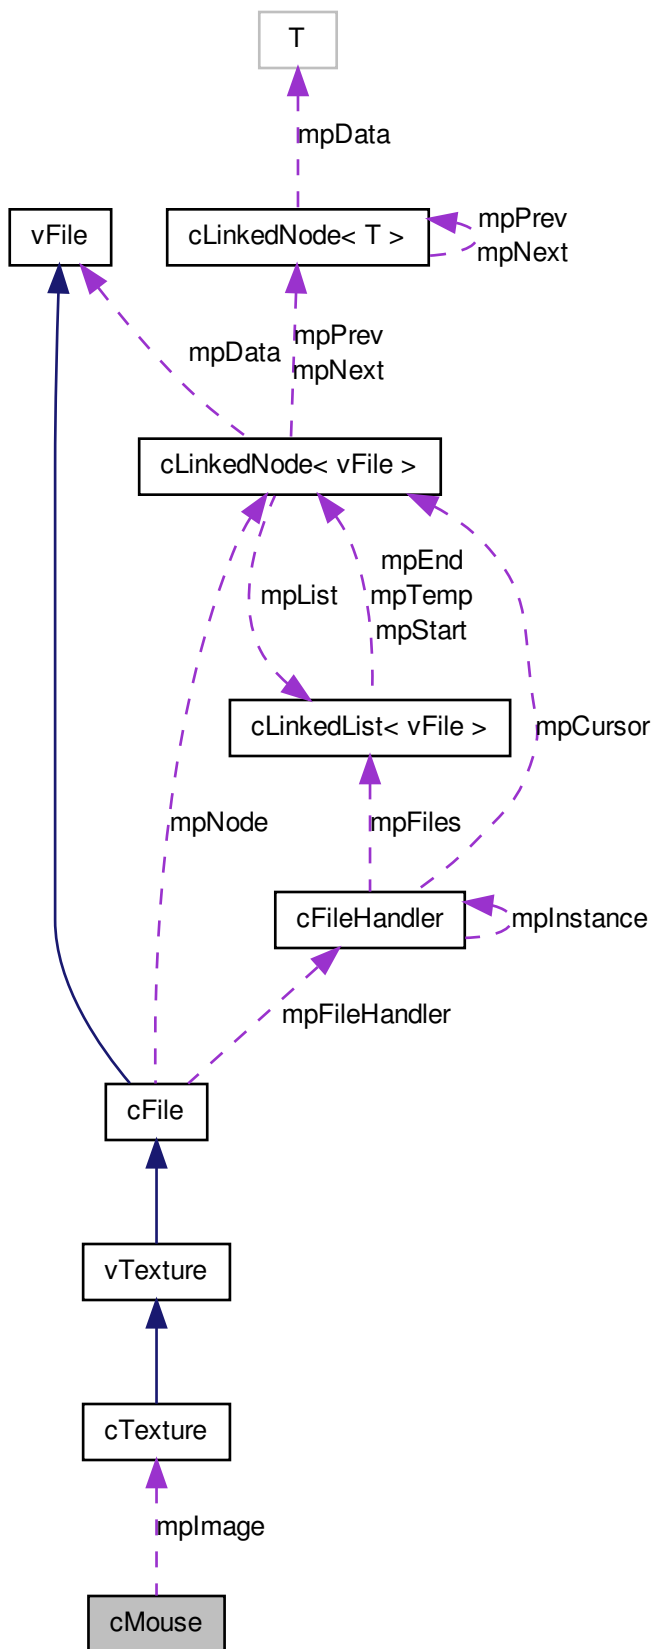 T
mpData
vFile
cLinkedNode< T >
mpPrev
mpNext
mpData
mpPrev
mpNext
cLinkedNode< vFile >
mpList
mpEnd
mpTemp
mpStart
cLinkedList< vFile >
mpCursor
mpNode
mpFiles
cFileHandler
mpInstance
mpFileHandler
cFile
vTexture
cTexture
mpImage
cMouse